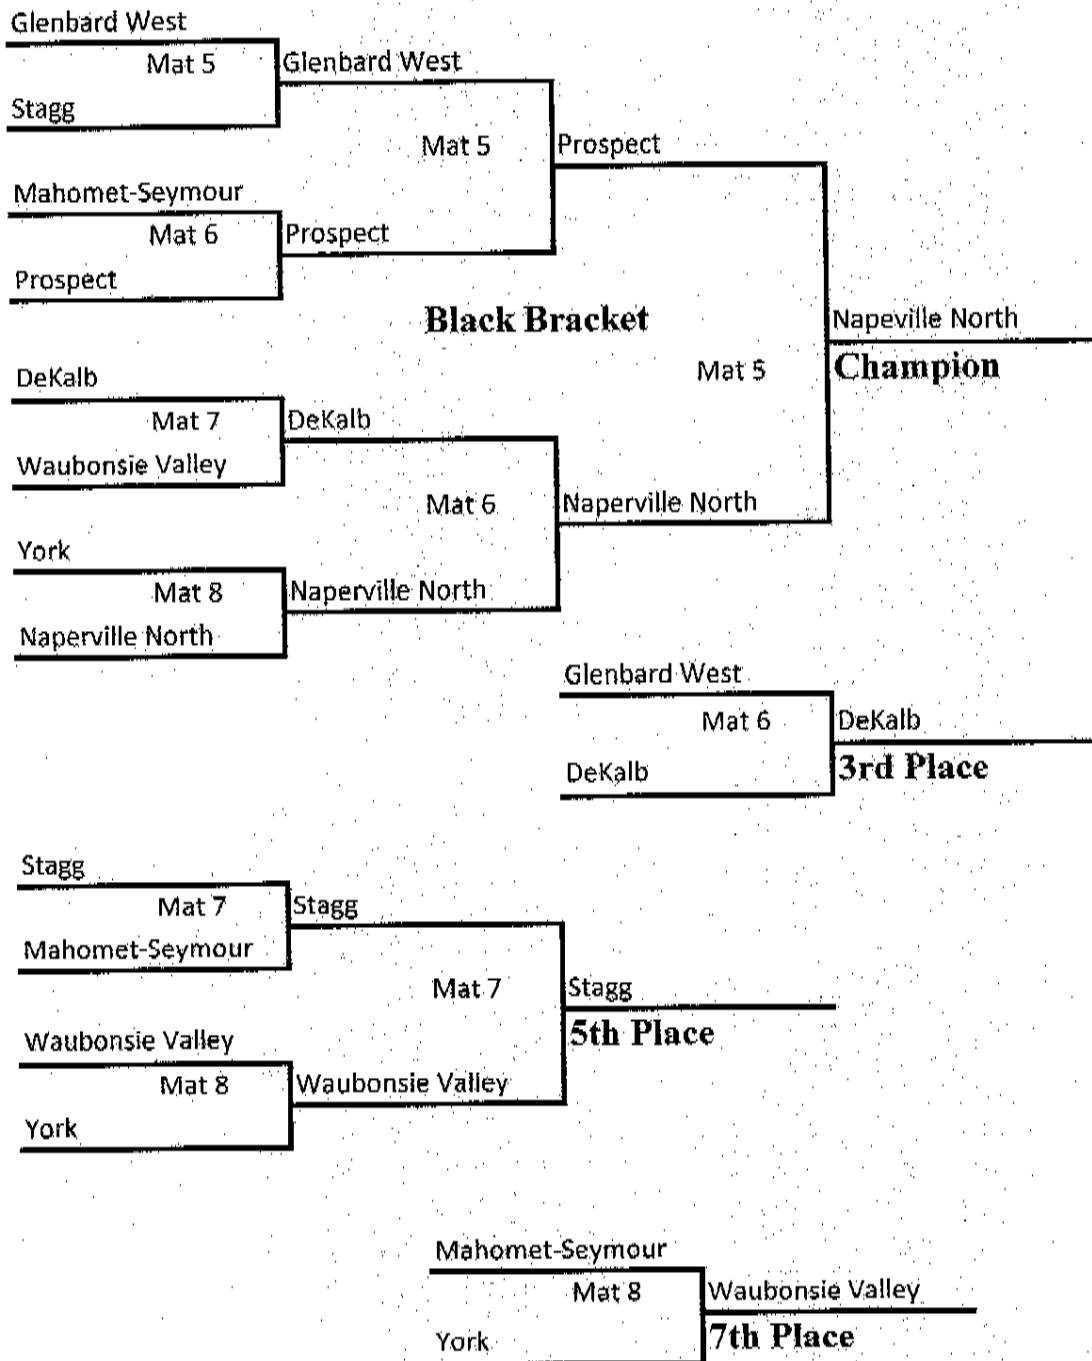 Glenbard West
Mat 5
Glenbard West
Stagg
Mat 5
Prospect
Mahomet-Seymour
Mat 6
Prospect
Prospect
Black Bracket
Napeville North
Mat 5
Champion
DeKalb
Mat 7
DeKalb
Waubonsie Valley
Mat 6
Naperville North
York
Mat 8
Naperville North
Naperville North
Glenbard West
Mat 6
DeKalb
DeKalb
3rd Place
Stagg
Mat 7
Stagg
Mahomet-Seymour
Mat 7
Stagg
5th Place
Waubonsie Valley
Mat 8
Waubonsie Valley
York
Mahomet-Seymour
Mat 8
Waubonsie Valley
York
7th Place